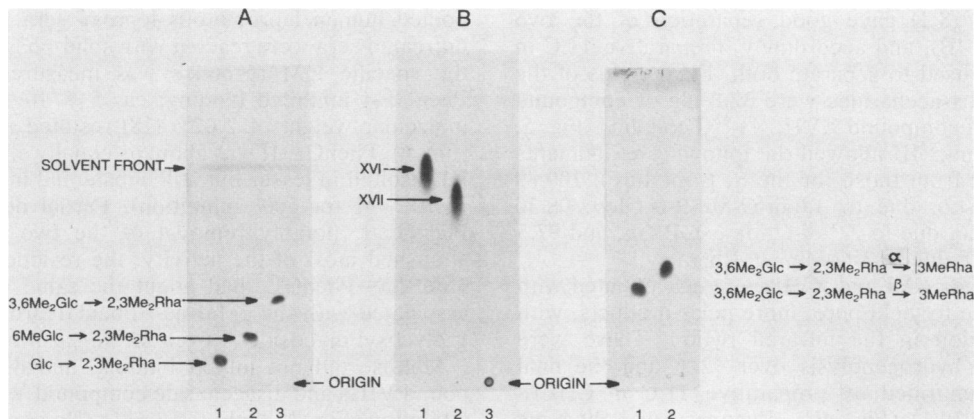 A
B
C
SOLVENT FRONT
XVI
XVII
α
3,6Me₂Glc → 2,3Me₂Rha → 3MeRha
β
3,6Me₂Glc → 2,3Me₂Rha → 3MeRha
3,6Me₂Glc → 2,3Me₂Rha
6MeGlc → 2,3Me₂Rha
Glc → 2,3Me₂Rha
ORIGIN
ORIGIN
1 2 3
1 2 3
1 2